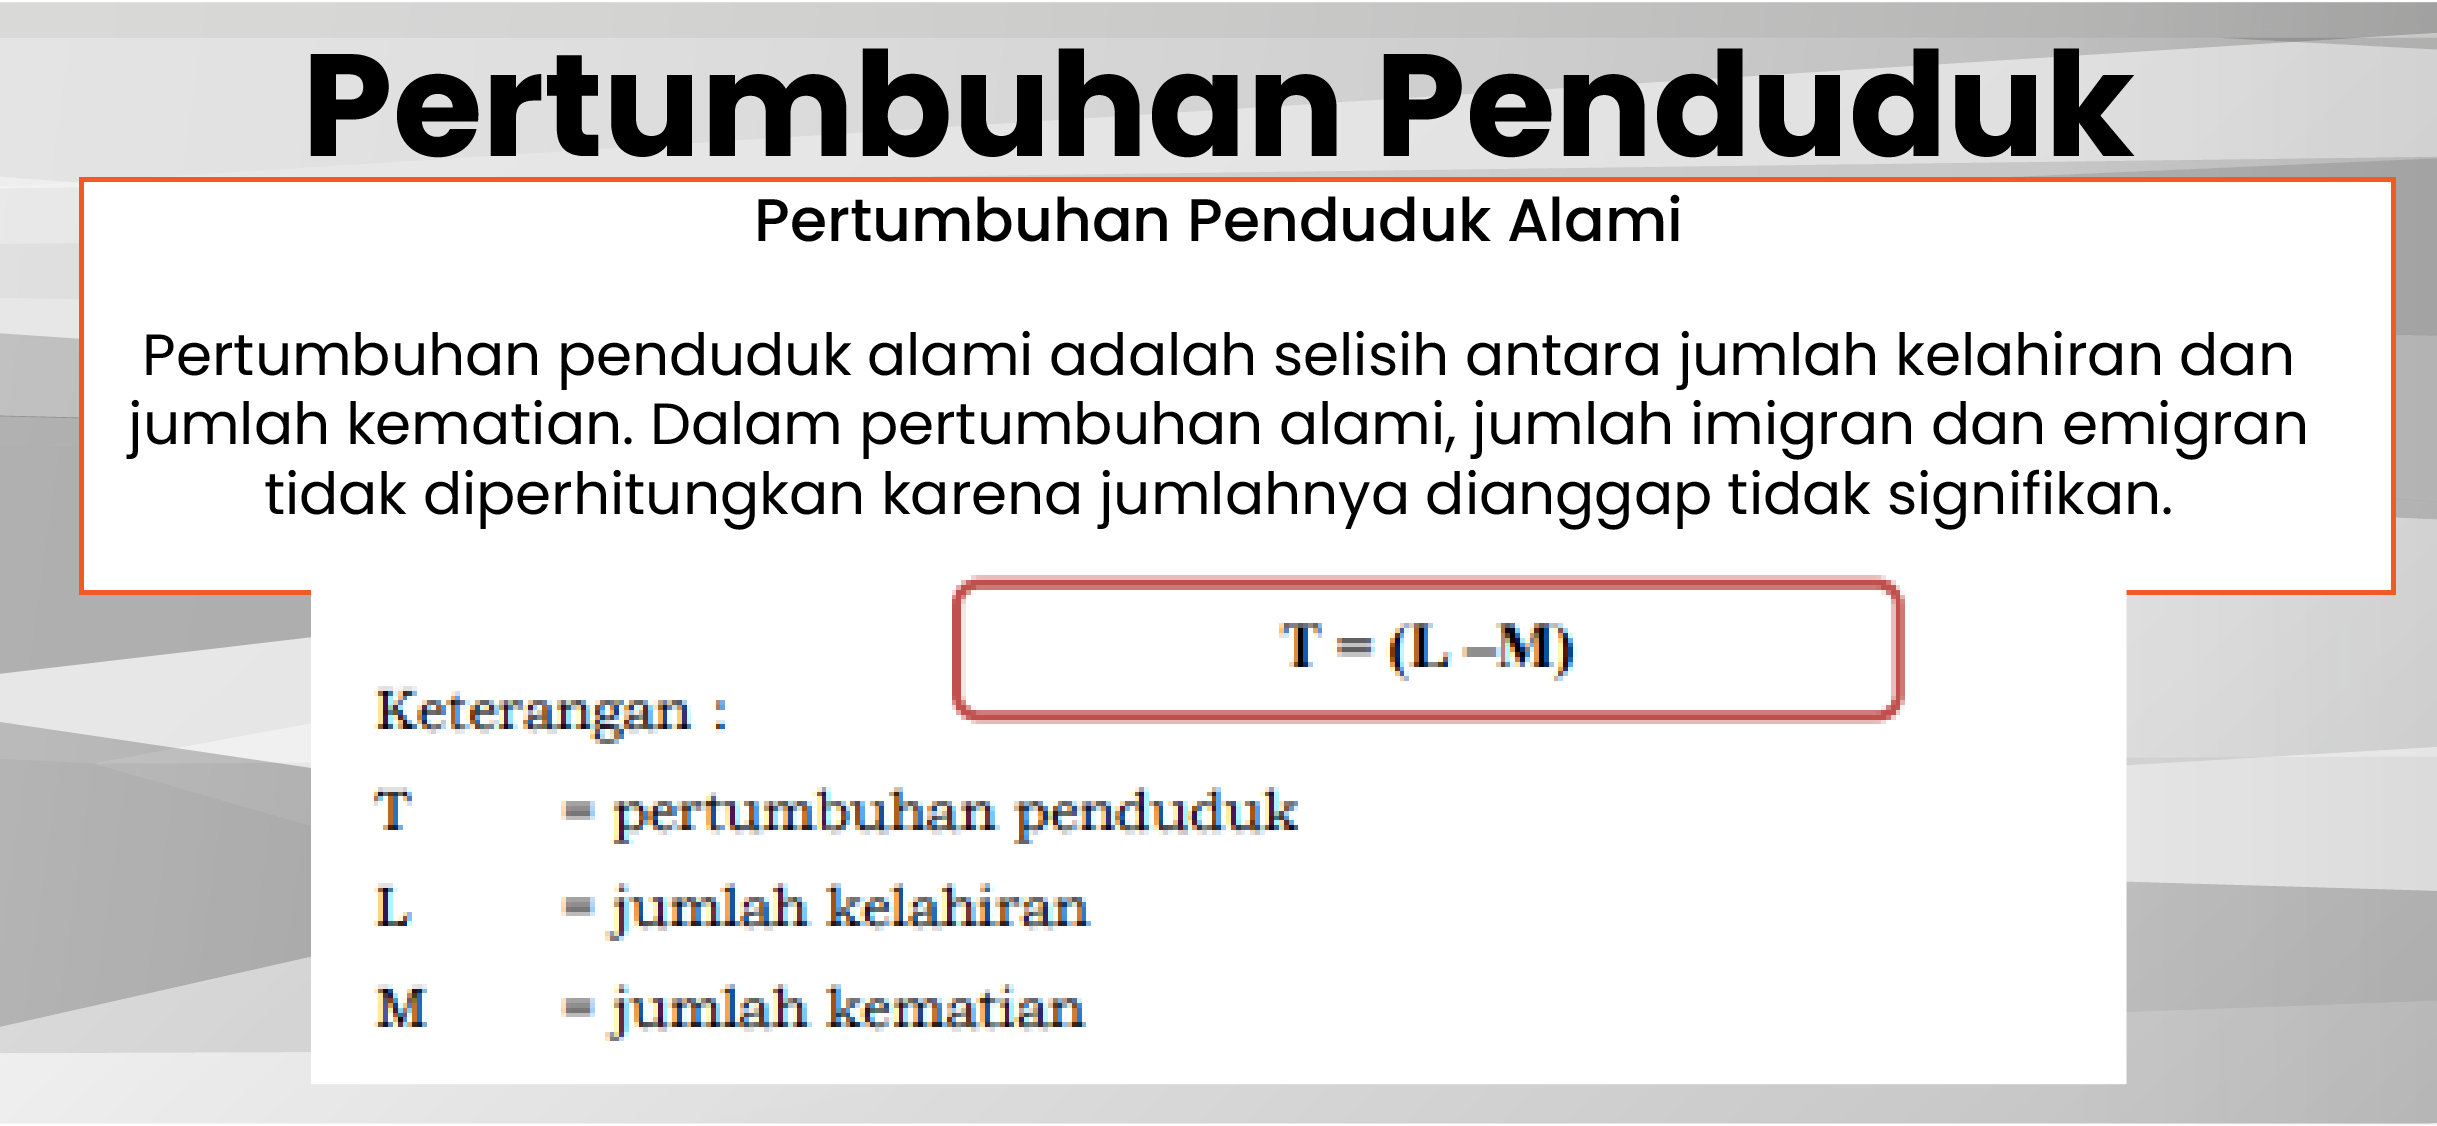 Pertumbuhan Penduduk
Pertumbuhan Penduduk Alami
Pertumbuhan penduduk alami adalah selisih antara jumlah kelahiran dan
jumlah kematian. Dalam pertumbuhan alami, jumlah imigran dan emigran
tidak diperhitungkan karena jumlahnya dianggap tidak signifikan.
T = (L –M)
Keterangan :
T = pertumbuhan penduduk
L = jumlah kelahiran
M = jumlah kematian